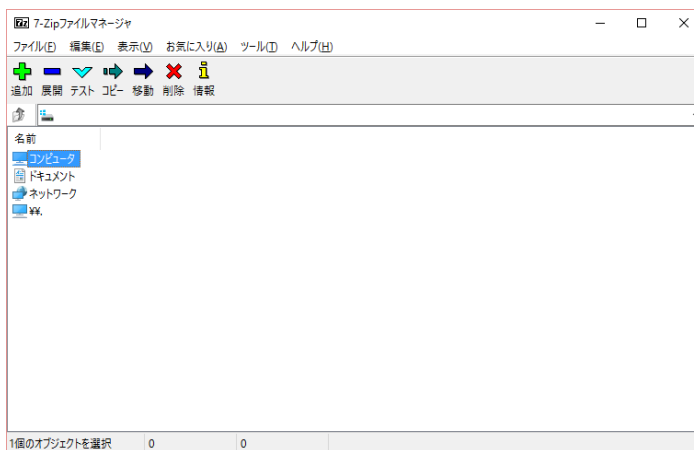 7-Zipファイルマネージャ
ファイル(F) 編集(E) 表示(V) お気に入り(A) ツール(T) ヘルプ(H)
追加 展開 テスト コピー 移動 削除 情報
名前
コンピュータ
ドキュメント
ネットワーク
¥¥.
1個のオブジェクトを選択 0 0